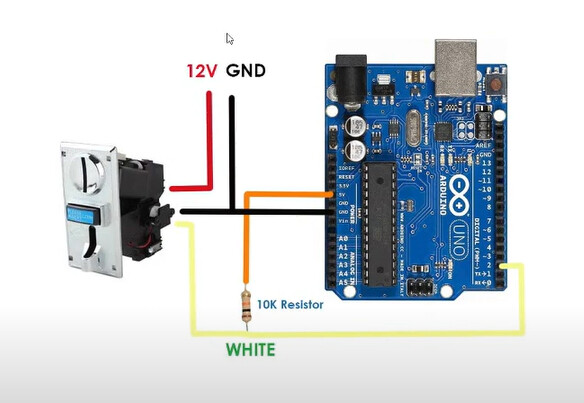 12V GND
IOREF
RESET
3.3V
5V
GND
GND
Vin
POWER
A0
A1
A2
A3
A4
A5
ANALOG IN
AREF
GND
13
12
~11
~10
~9
8
7
~6
~5
4
~3
2
TX→1
RX←0
DIGITAL (PWM~)
ARDUINO
UNO
10K Resistor
WHITE